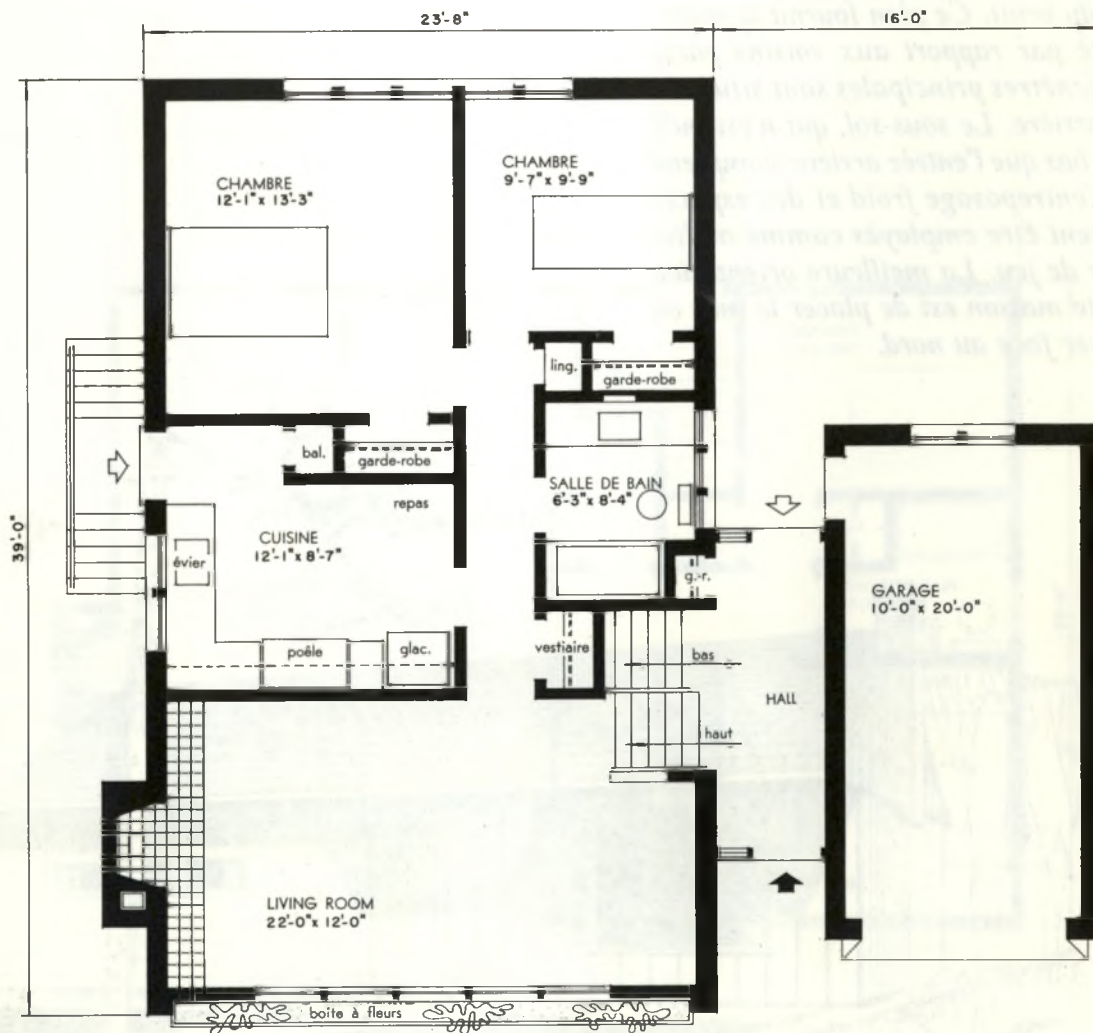 23'-8"
16'-0"
39'-0"
CHAMBRE
12'-1" x 13'-3"
CHAMBRE
9'-7" x 9'-9"
ling.
garde-robe
bal.
garde-robe
repas
SALLE DE BAIN
6'-3" x 8'-4"
CUISINE
12'-1" x 8'-7"
évier
poêle
glac.
g.-r.
vestiaire
bas
haut
HALL
GARAGE
10'-0" x 20'-0"
LIVING ROOM
22'-0" x 12'-0"
boîte à fleurs